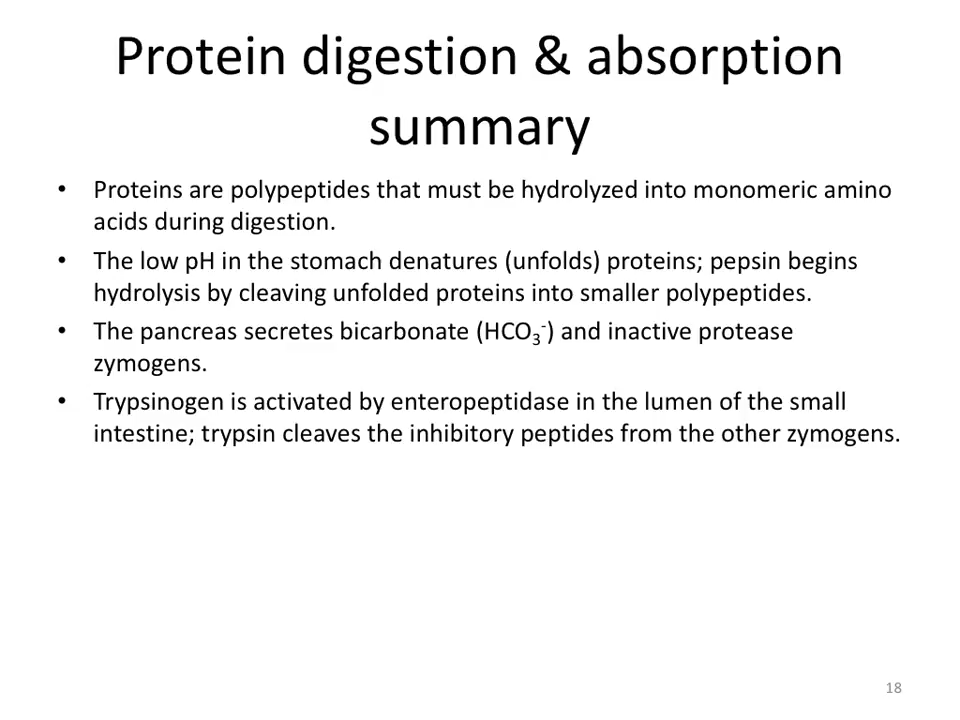 Protein digestion & absorption
summary
• Proteins are polypeptides that must be hydrolyzed into monomeric amino
acids during digestion.
• The low pH in the stomach denatures (unfolds) proteins; pepsin begins
hydrolysis by cleaving unfolded proteins into smaller polypeptides.
• The pancreas secretes bicarbonate (HCO₃⁻) and inactive protease
zymogens.
• Trypsinogen is activated by enteropeptidase in the lumen of the small
intestine; trypsin cleaves the inhibitory peptides from the other zymogens.
18